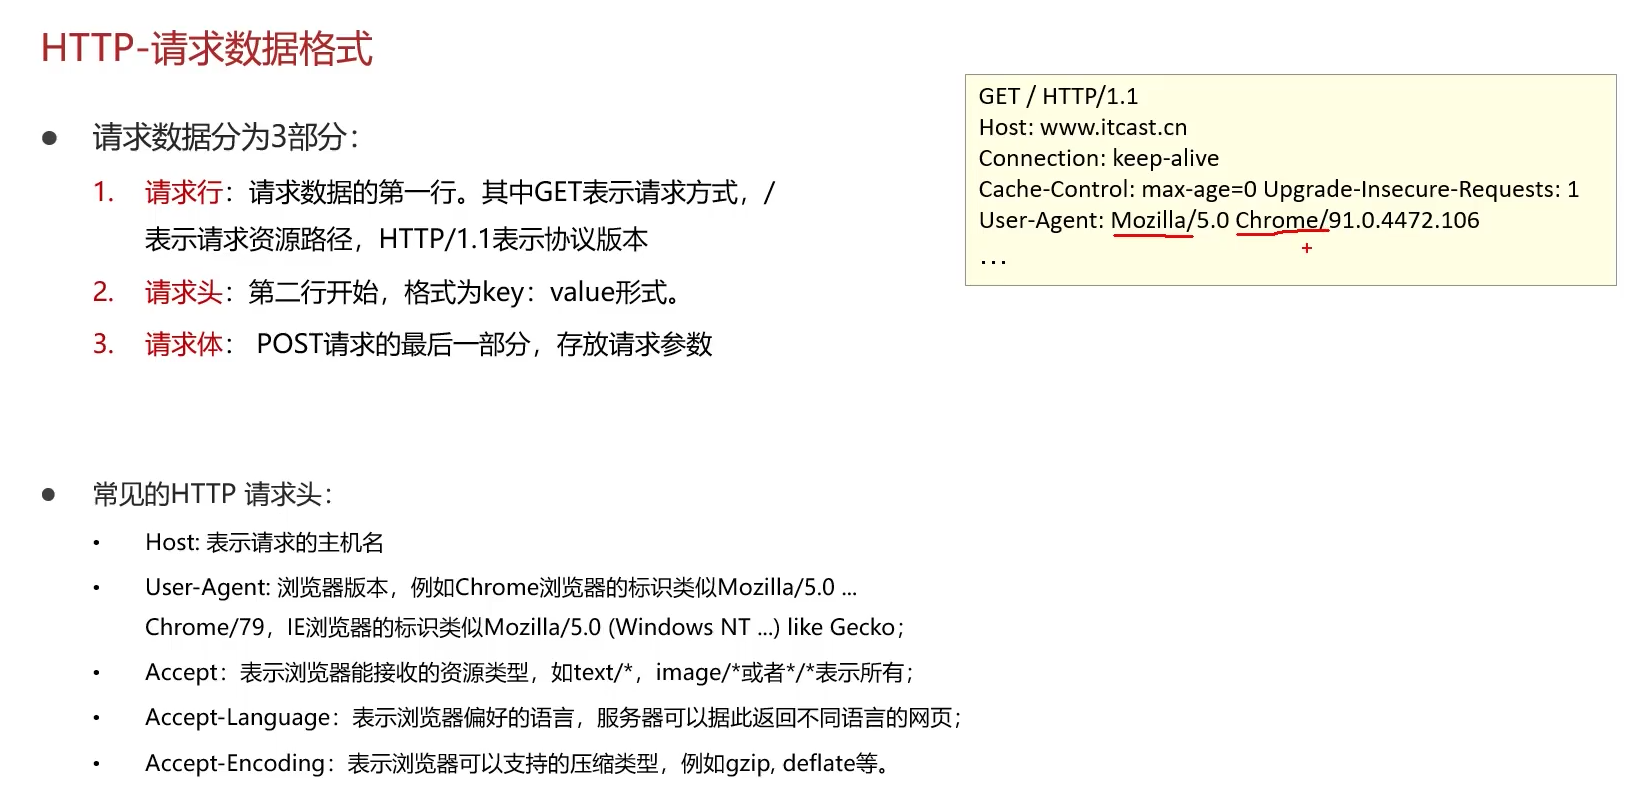 HTTP-请求数据格式
● 请求数据分为3部分：
1. 请求行：请求数据的第一行。其中GET表示请求方式，/
表示请求资源路径，HTTP/1.1表示协议版本
2. 请求头：第二行开始，格式为key：value形式。
3. 请求体： POST请求的最后一部分，存放请求参数
GET / HTTP/1.1
Host: www.itcast.cn
Connection: keep-alive
Cache-Control: max-age=0 Upgrade-Insecure-Requests: 1
User-Agent: Mozilla/5.0 Chrome/91.0.4472.106
...
● 常见的HTTP 请求头：
• Host: 表示请求的主机名
• User-Agent: 浏览器版本，例如Chrome浏览器的标识类似Mozilla/5.0 ...
Chrome/79，IE浏览器的标识类似Mozilla/5.0 (Windows NT ...) like Gecko；
• Accept：表示浏览器能接收的资源类型，如text/*，image/*或者*/*表示所有；
• Accept-Language：表示浏览器偏好的语言，服务器可以据此返回不同语言的网页；
• Accept-Encoding：表示浏览器可以支持的压缩类型，例如gzip, deflate等。